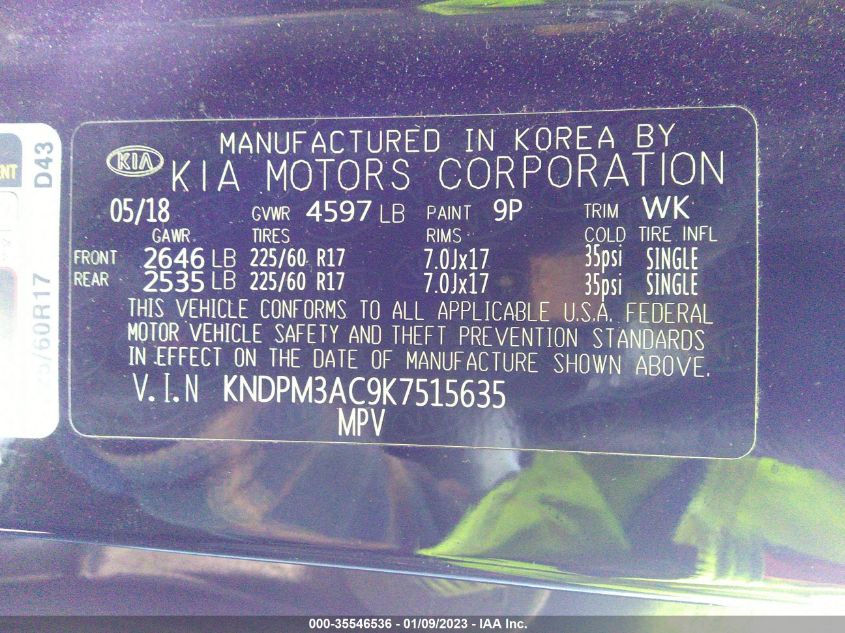 MANUFACTURED IN KOREA BY
KIA KIA MOTORS CORPORATION
05/18 GVWR 4597 LB PAINT 9P TRIM WK
GAWR TIRES RIMS COLD TIRE INFL
FRONT 2646 LB 225/60 R17 7.0Jx17 35psi SINGLE
REAR 2535 LB 225/60 R17 7.0Jx17 35psi SINGLE
THIS VEHICLE CONFORMS TO ALL APPLICABLE U.S.A. FEDERAL
MOTOR VEHICLE SAFETY AND THEFT PREVENTION STANDARDS
IN EFFECT ON THE DATE OF MANUFACTURE SHOWN ABOVE.
V.I.N KNDPM3AC9K7515635
MPV
D43
/60R17
000-35546536 - 01/09/2023 - IAA Inc.